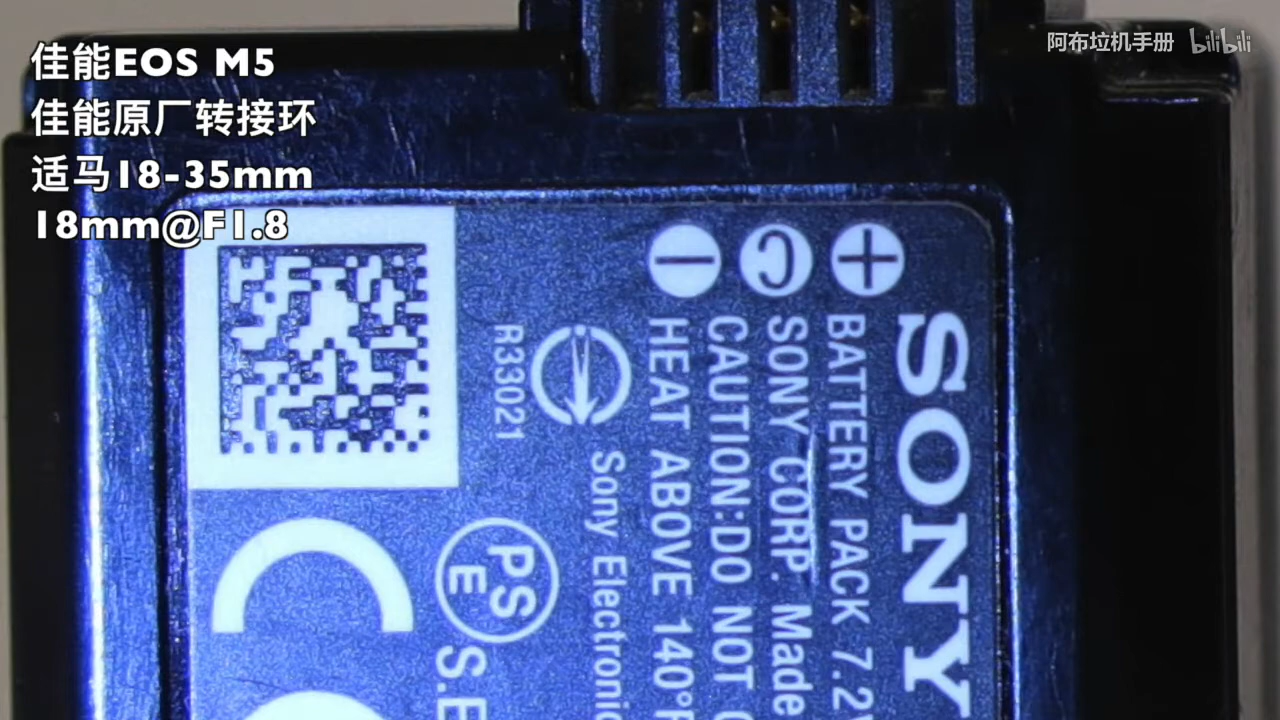 佳能EOS M5
佳能原厂转接环
适马18-35mm
18mm@F1.8
阿布垃机手册 bilibili
SONY
BATTERY PACK 7.2V
SONY CORP. Made
CAUTION:DO NOT
HEAT ABOVE 140°F
Sony Electronic
R33021
PSE
S.E